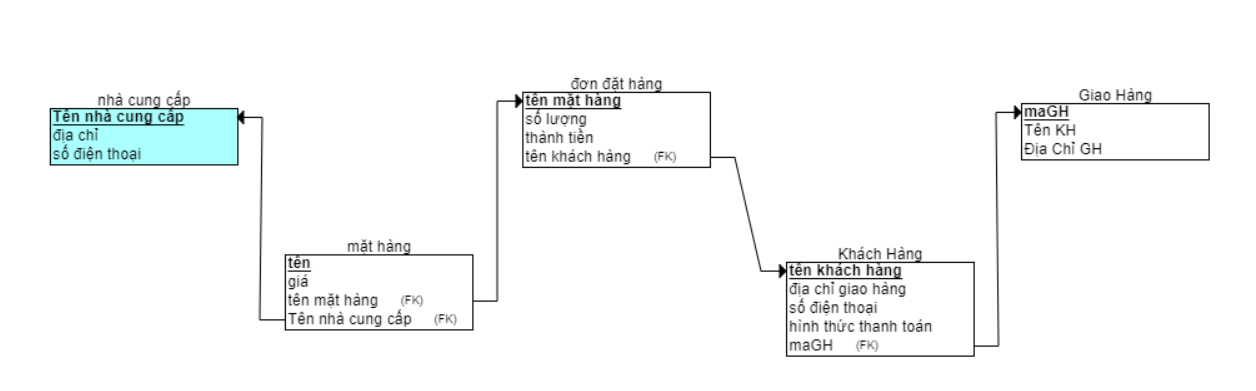 nhà cung cấp
Tên nhà cung cấp
địa chỉ
số điện thoại
mặt hàng
tên
giá
tên mặt hàng (FK)
Tên nhà cung cấp (FK)
đơn đặt hàng
tên mặt hàng
số lượng
thành tiền
tên khách hàng (FK)
Khách Hàng
tên khách hàng
địa chỉ giao hàng
số điện thoại
hình thức thanh toán
maGH (FK)
Giao Hàng
maGH
Tên KH
Địa Chỉ GH